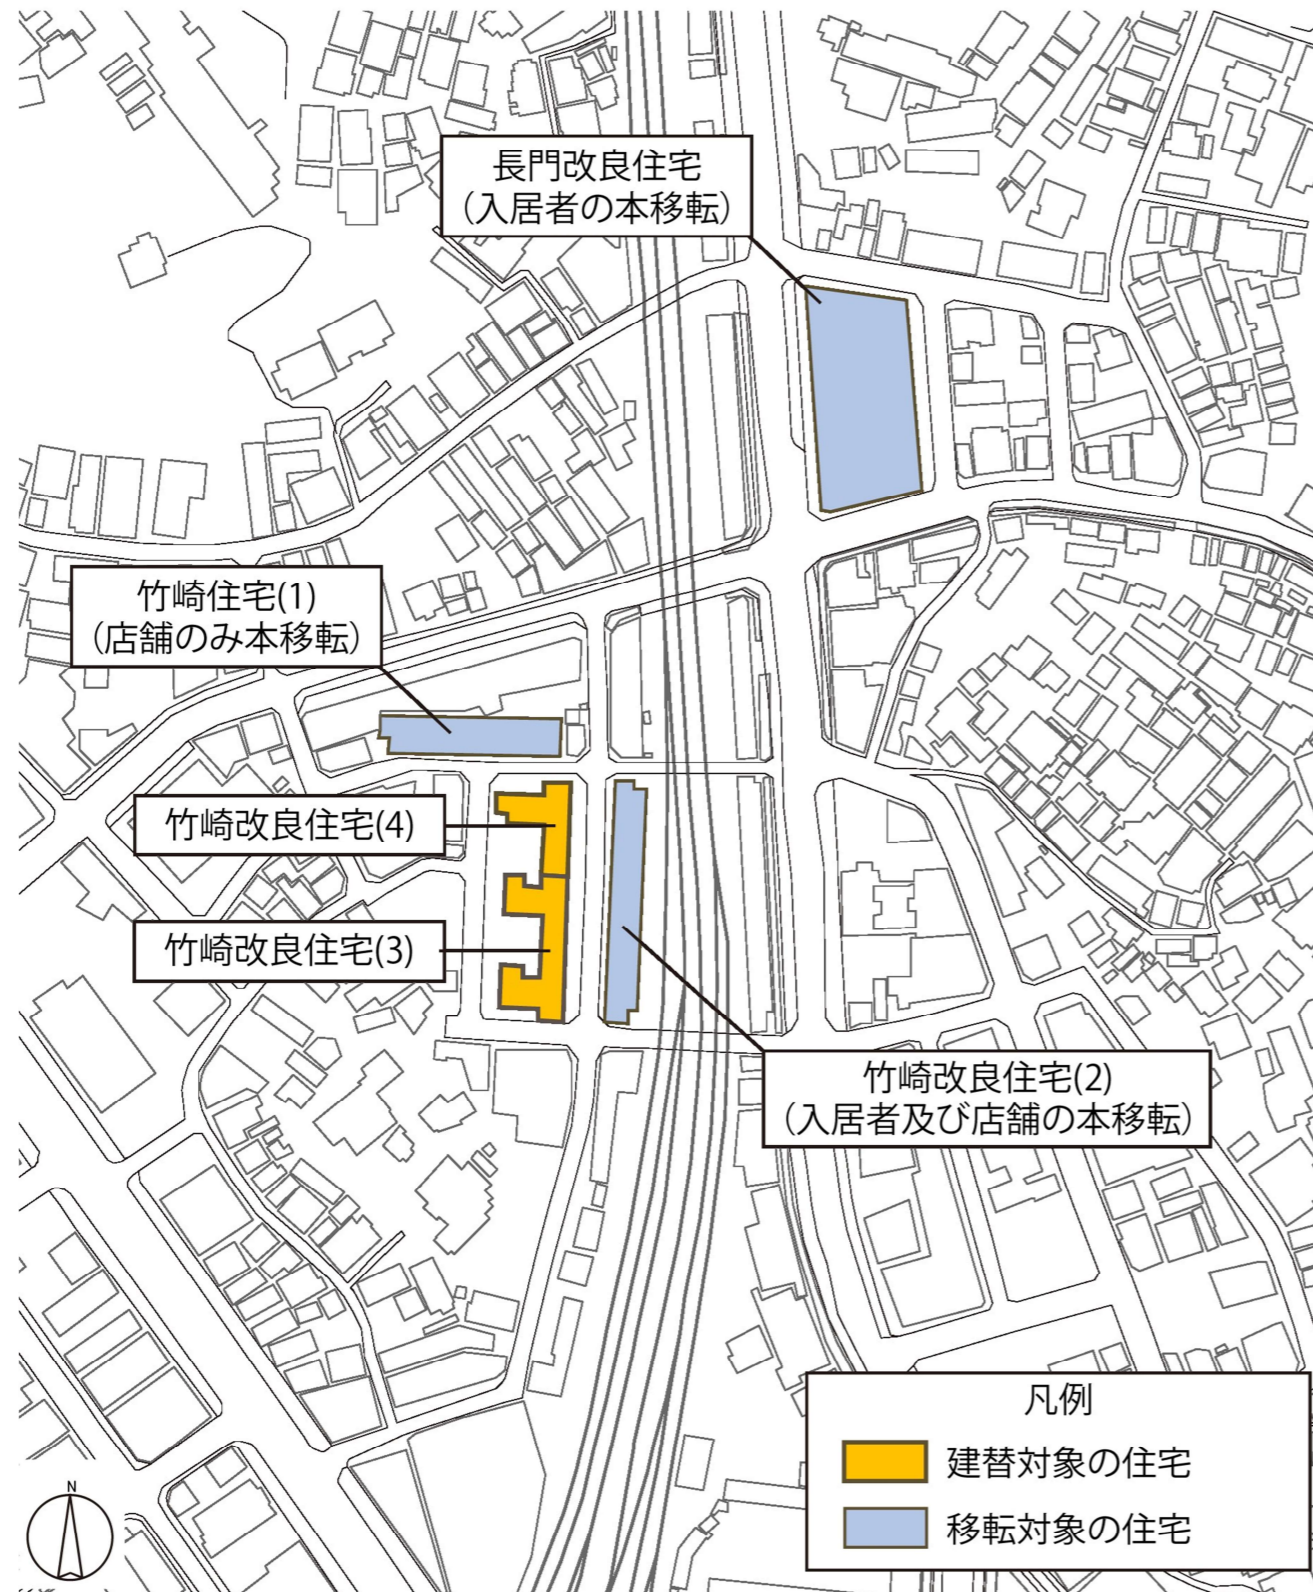 長門改良住宅
（入居者の本移転）
竹崎住宅(1)
（店舗のみ本移転）
竹崎改良住宅(4)
竹崎改良住宅(3)
竹崎改良住宅(2)
（入居者及び店舗の本移転）
凡例
建替対象の住宅
移転対象の住宅
N